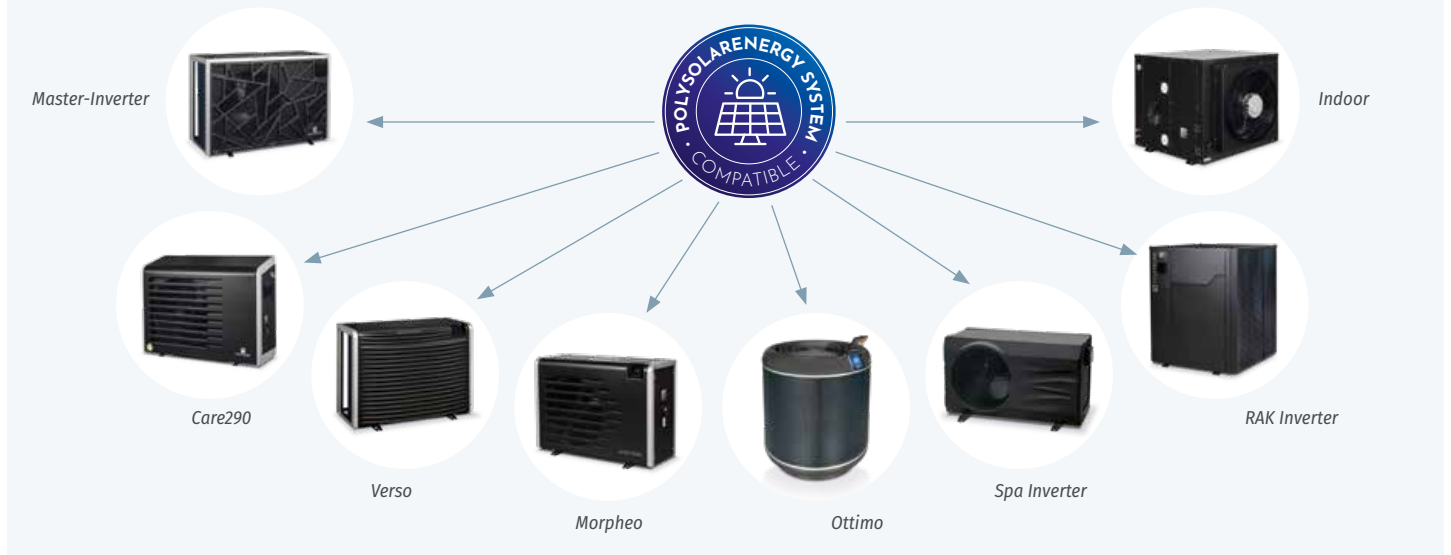 POLYSOLARENERGY SYSTEM
COMPATIBLE
Master-Inverter
Indoor
Care290
RAK Inverter
Verso
Spa Inverter
Morpheo
Ottimo